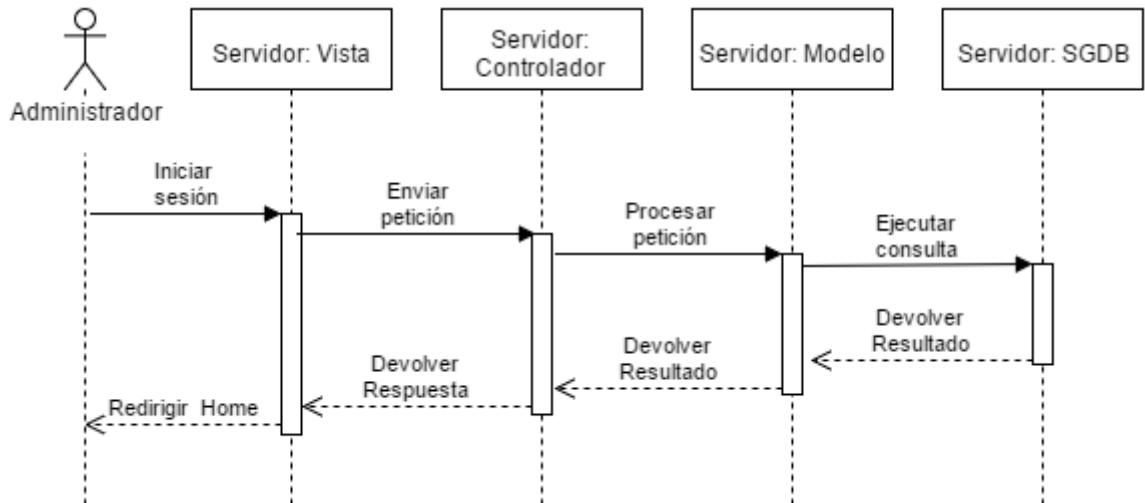 Administrador
Servidor: Vista
Servidor:
Controlador
Servidor: Modelo
Servidor: SGDB
Iniciar
sesión
Enviar
petición
Procesar
petición
Ejecutar
consulta
Devolver
Resultado
Devolver
Resultado
Devolver
Respuesta
Redirigir Home